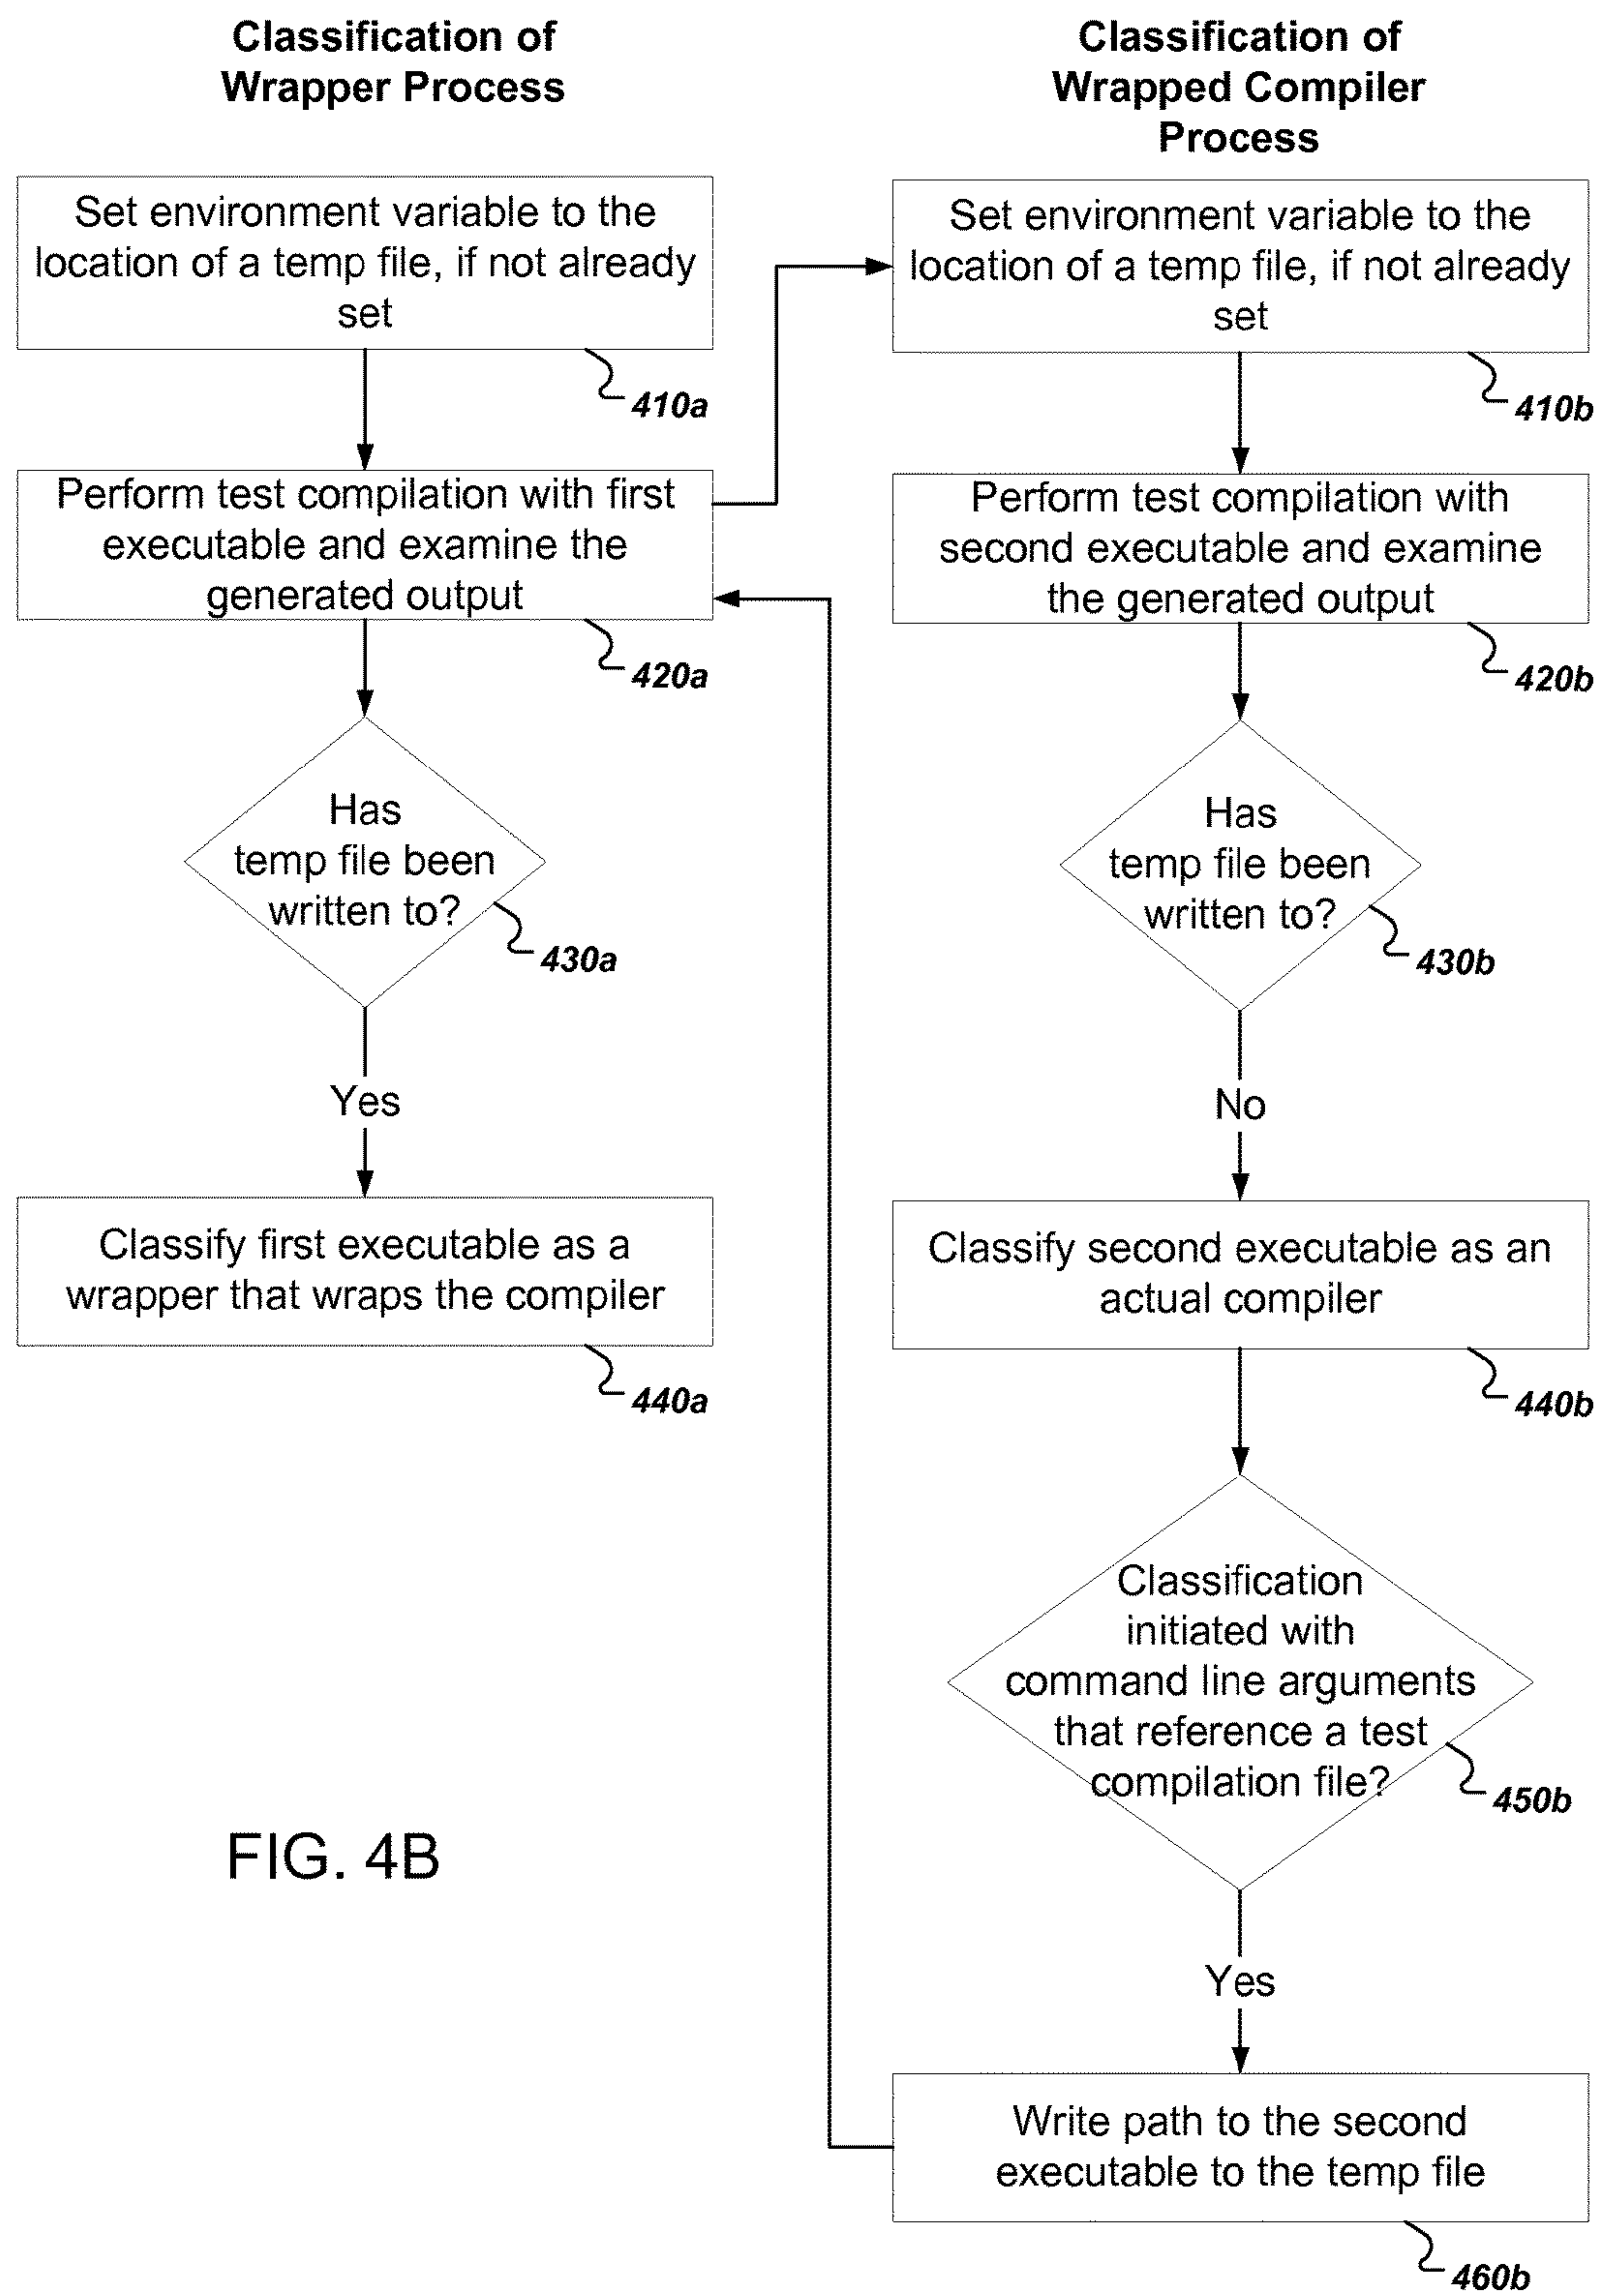 Classification of
Wrapper Process
Set environment variable to the
location of a temp file, if not already
set
410a
Perform test compilation with first
executable and examine the
generated output
420a
Has
temp file been
written to?
430a
Yes
Classify first executable as a
wrapper that wraps the compiler
440a
Classification of
Wrapped Compiler
Process
Set environment variable to the
location of a temp file, if not already
set
410b
Perform test compilation with
second executable and examine
the generated output
420b
Has
temp file been
written to?
430b
No
Classify second executable as an
actual compiler
440b
Classification
initiated with
command line arguments
that reference a test
compilation file?
450b
Yes
Write path to the second
executable to the temp file
460b
FIG. 4B